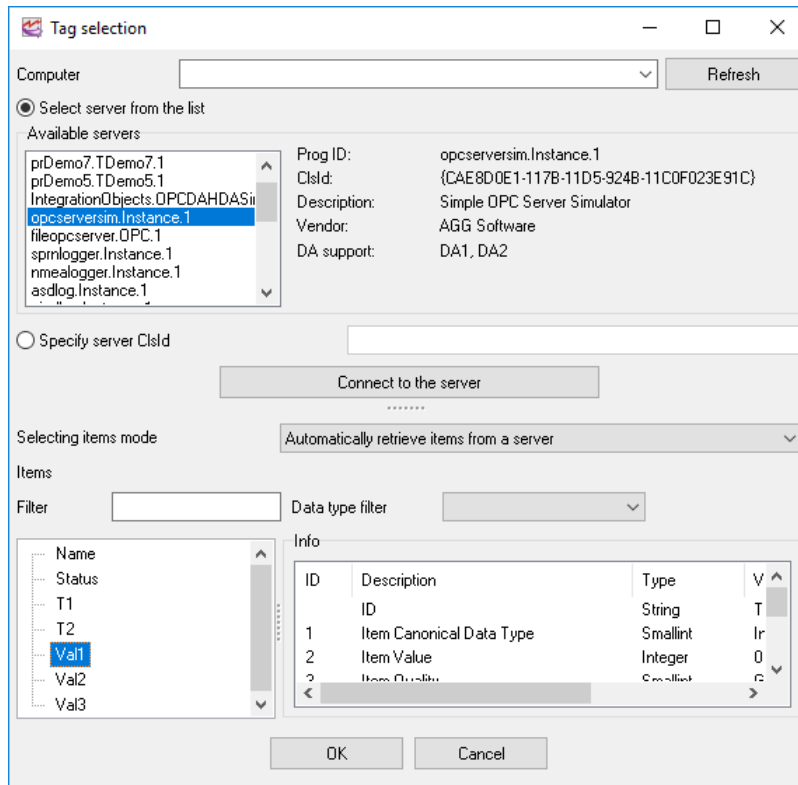 Tag selection
Computer
Refresh
Select server from the list
Available servers
prDemo7.TDemo7.1
prDemo5.TDemo5.1
IntegrationObjects.OPCDAHDASi
opcserversim.Instance.1
fileopcserver.OPC.1
sprnlogger.Instance.1
nmealogger.Instance.1
asdlog.Instance.1
Prog ID: opcserversim.Instance.1
ClsId: {CAE8D0E1-117B-11D5-924B-11C0F023E91C}
Description: Simple OPC Server Simulator
Vendor: AGG Software
DA support: DA1, DA2
Specify server ClsId
Connect to the server
Selecting items mode Automatically retrieve items from a server
Items
Filter Data type filter
Name
Status
T1
T2
Val1
Val2
Val3
Info
ID Description Type V
ID String T
1 Item Canonical Data Type Smallint Ir
2 Item Value Integer 0
3 Item Quality Smallint G
OK Cancel